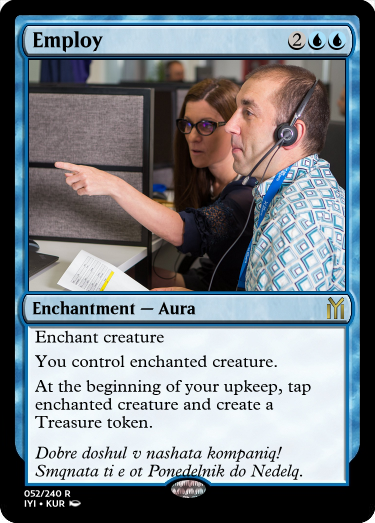 Employ 2
Enchantment — Aura
Enchant creature
You control enchanted creature.
At the beginning of your upkeep, tap
enchanted creature and create a
Treasure token.
Dobre doshul v nashata kompaniq!
Smqnata ti e ot Ponedelnik do Nedelq.
052/240 R
IYI • KUR